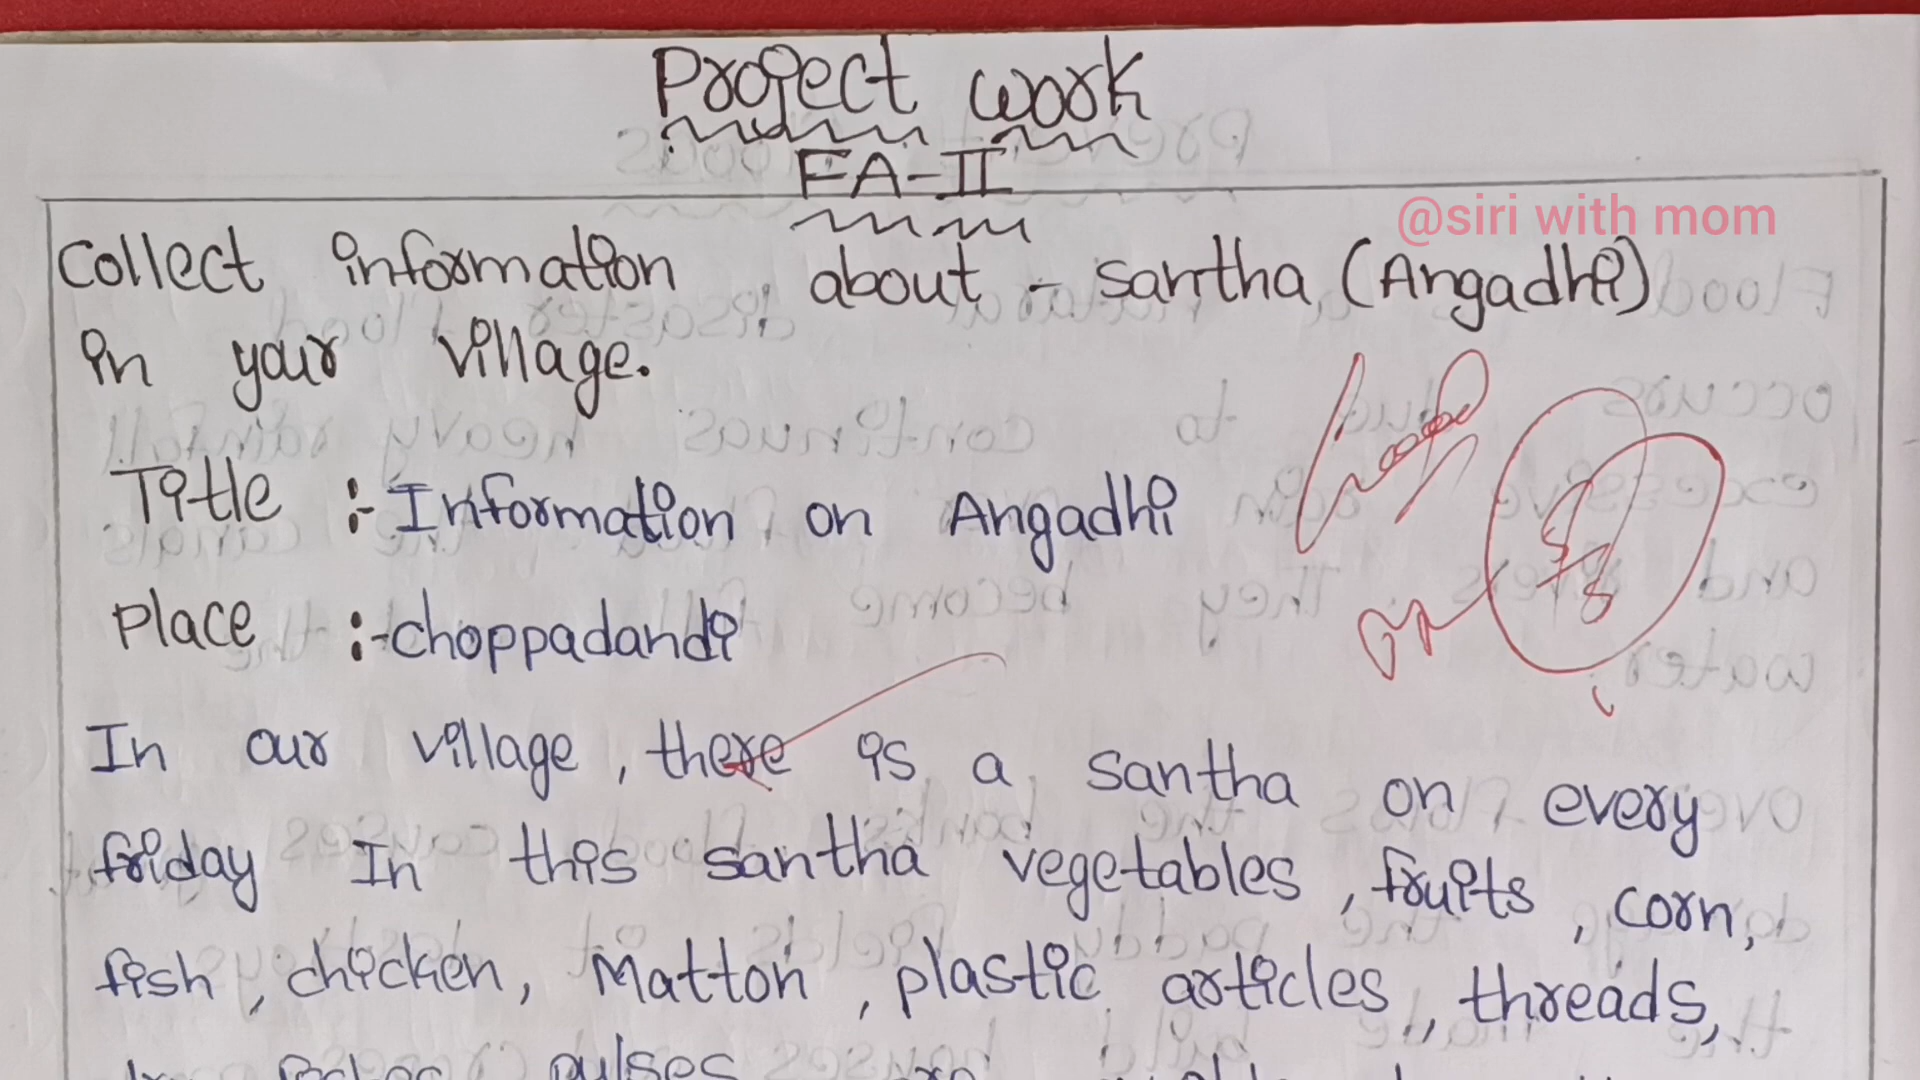 Project work
FA-II
@siri with mom
Collect information about - santha (Angadhi)
in your village.
Title :- Information on Angadhi
Place :- choppadandi
In our village, there is a santha on every
friday In this santha vegetables, fruits, corn,
fish, chicken, Matton, plastic articles, threads,
pulses